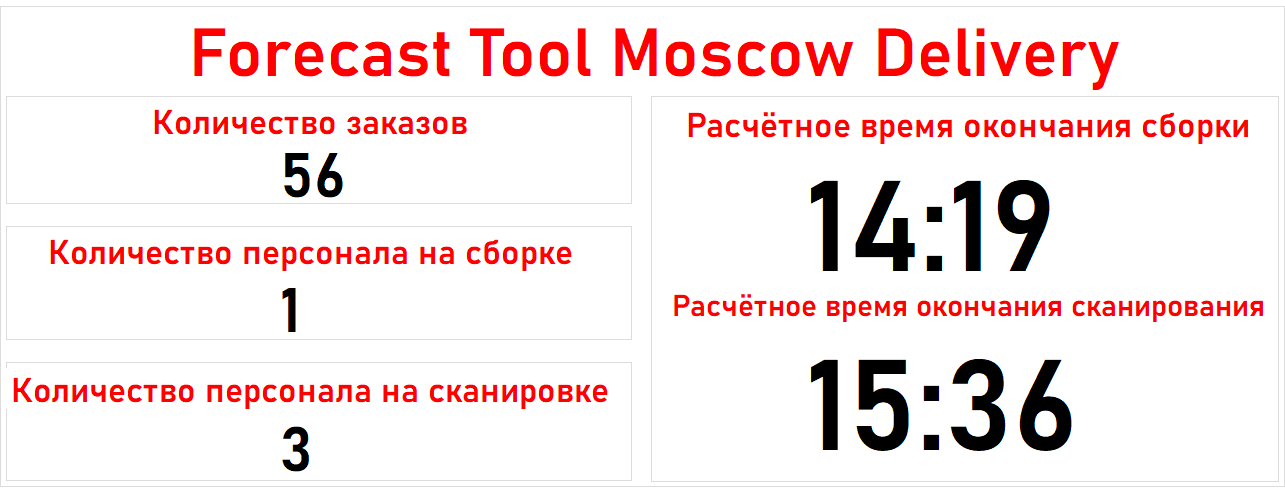 Forecast Tool Moscow Delivery
Количество заказов
56
Количество персонала на сборке
1
Количество персонала на сканировке
3
Расчётное время окончания сборки
14:19
Расчётное время окончания сканирования
15:36